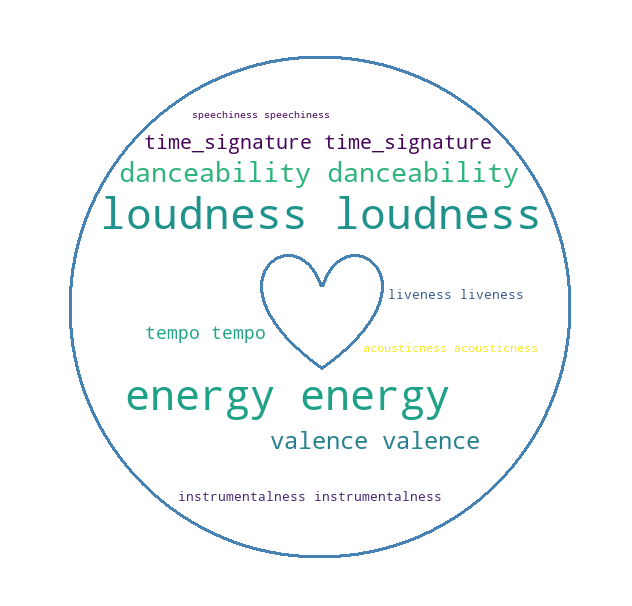 speechiness speechiness
time_signature time_signature
danceability danceability
loudness loudness
liveness liveness
tempo tempo
acousticness acousticness
energy energy
valence valence
instrumentalness instrumentalness